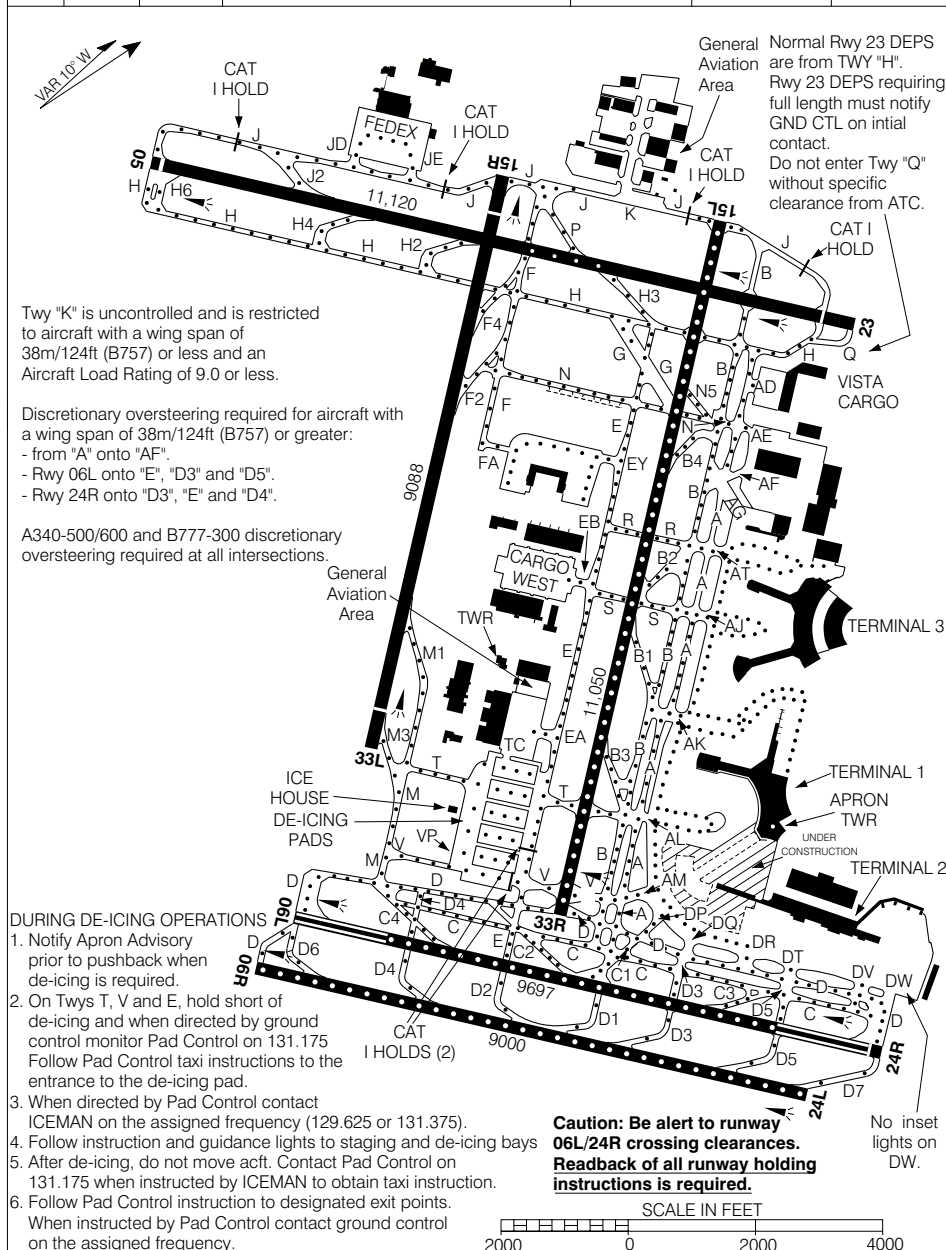 VAR 10° W
CAT
I HOLD
FEDEX
JD
JE
CAT
I HOLD
15R
General
Aviation
Area
Normal Rwy 23 DEPS
are from TWY "H".
Rwy 23 DEPS requiring
full length must notify
GND CTL on intial
contact.
Do not enter Twy "Q"
without specific
clearance from ATC.
CAT
I HOLD
15L
CAT I
HOLD
05
J
J2
11,120
J
J
J
K
J
J
H
H6
H
H4
H
H2
P
F
H
H3
B
23
H
Q
Twy "K" is uncontrolled and is restricted
to aircraft with a wing span of
38m/124ft (B757) or less and an
Aircraft Load Rating of 9.0 or less.
F4
G
G
B
AD
VISTA
CARGO
N
N5
Discretionary oversteering required for aircraft with
a wing span of 38m/124ft (B757) or greater:
- from "A" onto "AF".
- Rwy 06L onto "E", "D3" and "D5".
- Rwy 24R onto "D3", "E" and "D4".
F2
F
E
N
AE
FA
EY
B4
AF
9088
B
AG
A
A340-500/600 and B777-300 discretionary
oversteering required at all intersections.
EB
R
R
B2
AT
CARGO
WEST
A
General
Aviation
Area
TWR
S
S
AJ
TERMINAL 3
M1
E
B1
B
A
11,050
M3
33L
TC
EA
B3
B
A
AK
TERMINAL 1
APRON
TWR
T
T
ICE
HOUSE
DE-ICING
PADS
M
AL
UNDER
CONSTRUCTION
VP
V
M
V
V
B
A
AM
TERMINAL 2
D
D
D4
33R
D
A
DP
DQ
DURING DE-ICING OPERATIONS
1. Notify Apron Advisory
prior to pushback when
de-icing is required.
2. On Twys T, V and E, hold short of
de-icing and when directed by ground
control monitor Pad Control on 131.175
Follow Pad Control taxi instructions to the
entrance to the de-icing pad.
3. When directed by Pad Control contact
ICEMAN on the assigned frequency (129.625 or 131.375).
4. Follow instruction and guidance lights to staging and de-icing bays
5. After de-icing, do not move acft. Contact Pad Control on
131.175 when instructed by ICEMAN to obtain taxi instruction.
6. Follow Pad Control instruction to designated exit points.
When instructed by Pad Control contact ground control
on the assigned frequency.
06L
C4
C
E
C2
C
C1
C
D
DR
DT
DV
DW
D
D6
06R
D4
9697
D3
C3
D5
D
C
D
D2
D1
D3
D5
24R
CAT
I HOLDS (2)
9000
24L
D7
No inset
lights on
DW.
Caution: Be alert to runway
06L/24R crossing clearances.
Readback of all runway holding
instructions is required.
SCALE IN FEET
2000
0
2000
4000